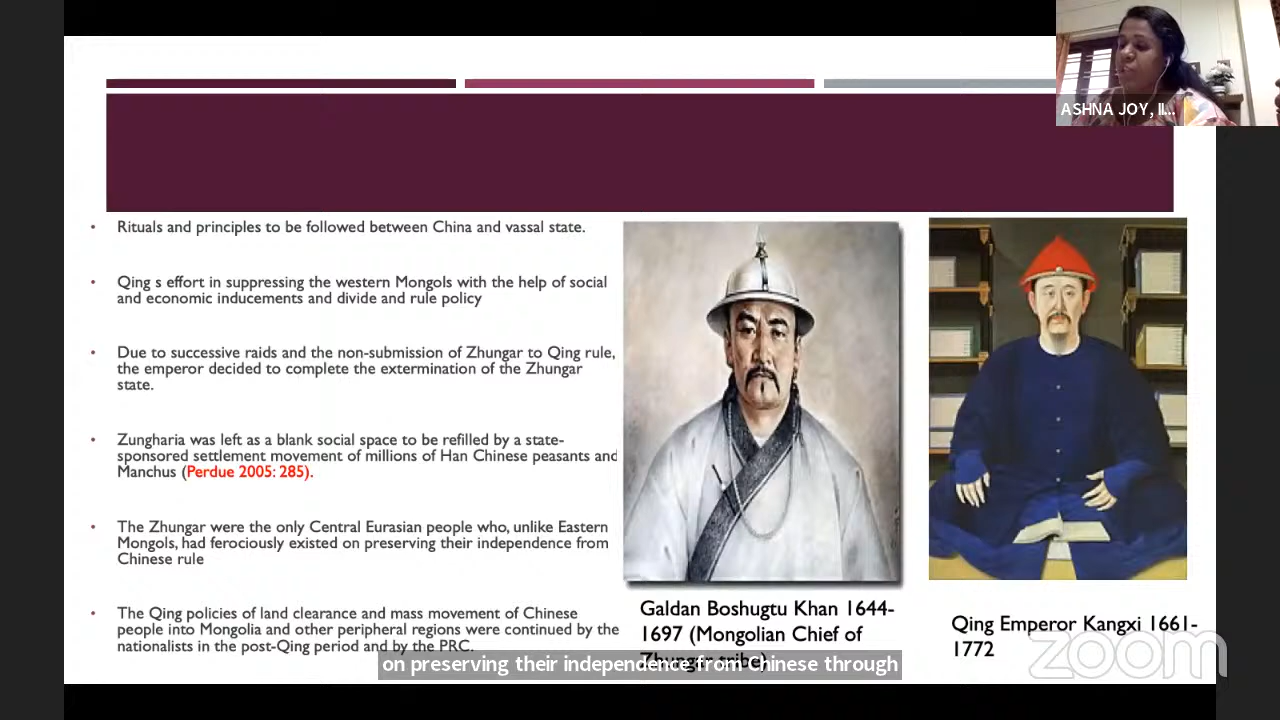 ASHNA JOY, II...
Rituals and principles to be followed between China and vassal state.
Qing s effort in suppressing the western Mongols with the help of social
and economic inducements and divide and rule policy
Due to successive raids and the non-submission of Zhungar to Qing rule,
the emperor decided to complete the extermination of the Zhungar
state.
Zungharia was left as a blank social space to be refilled by a state-
sponsored settlement movement of millions of Han Chinese peasants and
Manchus (Perdue 2005: 285).
The Zhungar were the only Central Eurasian people who, unlike Eastern
Mongols, had ferociously existed on preserving their independence from
Chinese rule
The Qing policies of land clearance and mass movement of Chinese
people into Mongolia and other peripheral regions were continued by the
nationalists in the post-Qing period and by the PRC.
Galdan Boshugtu Khan 1644-
1697 (Mongolian Chief of
Zhungar tribe)
Qing Emperor Kangxi 1661-
1772
on preserving their independence from Chinese through
zoom